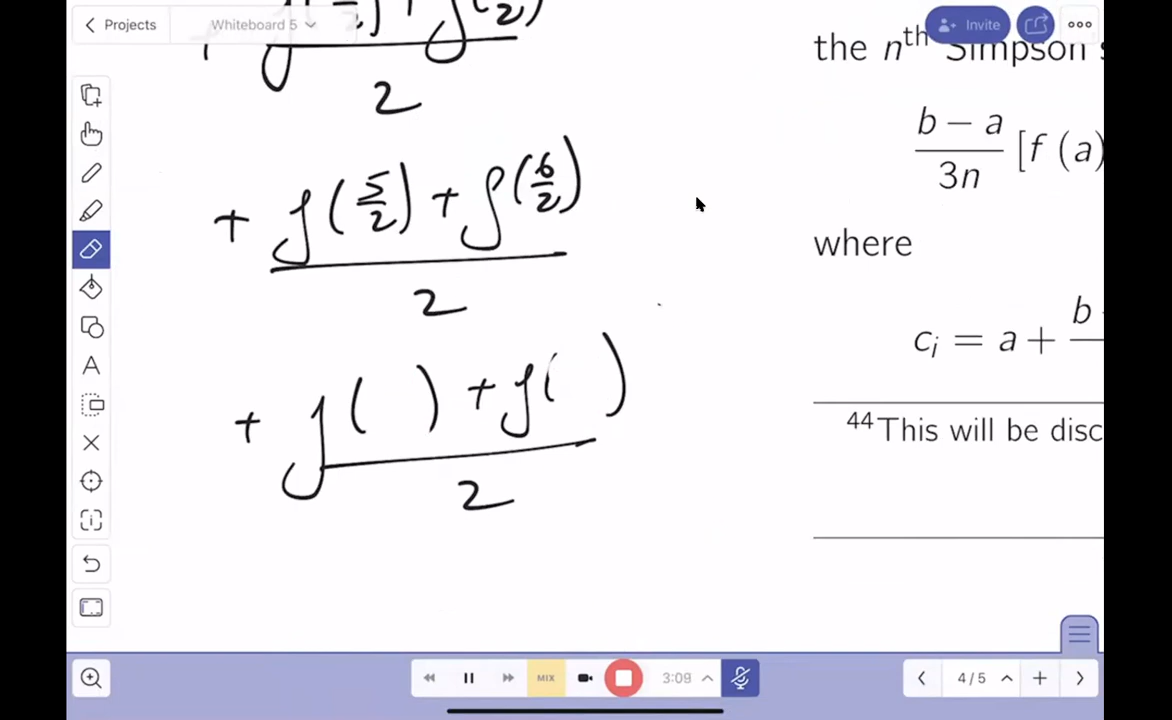 Projects
Whiteboard 5
Invite
2
+ f(5/2) + f(6/2)
2
+ f( ) + f( )
2
the nth Simpson's
b − a
3n
[f (a)
where
ci = a +
b
44This will be disc
MIX
3:09
4/5